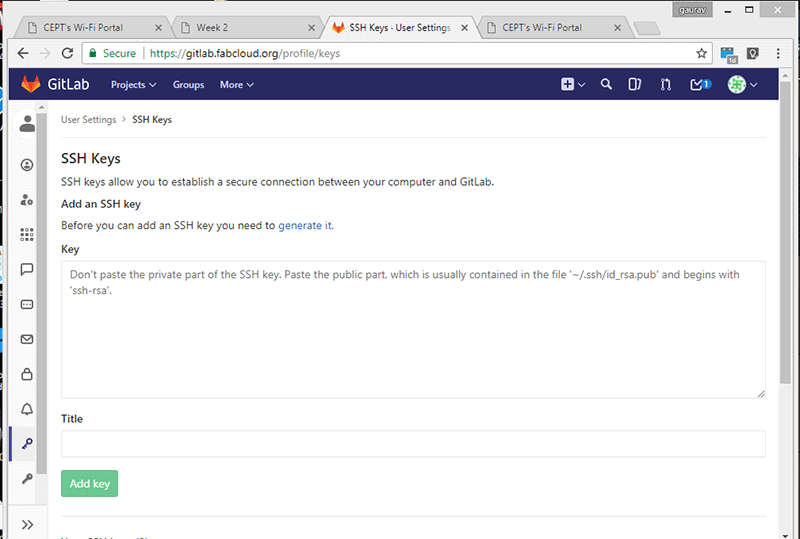 gaurav
CEPT's Wi-Fi Portal
Week 2
SSH Keys · User Settings
CEPT's Wi-Fi Portal
Secure
https://gitlab.fabcloud.org/profile/keys
1d
GitLab
Projects
Groups
More
1
User Settings > SSH Keys
SSH Keys
SSH keys allow you to establish a secure connection between your computer and GitLab.
Add an SSH key
Before you can add an SSH key you need to generate it.
Key
Don't paste the private part of the SSH key. Paste the public part, which is usually contained in the file '~/.ssh/id_rsa.pub' and begins with
'ssh-rsa'.
Title
Add key